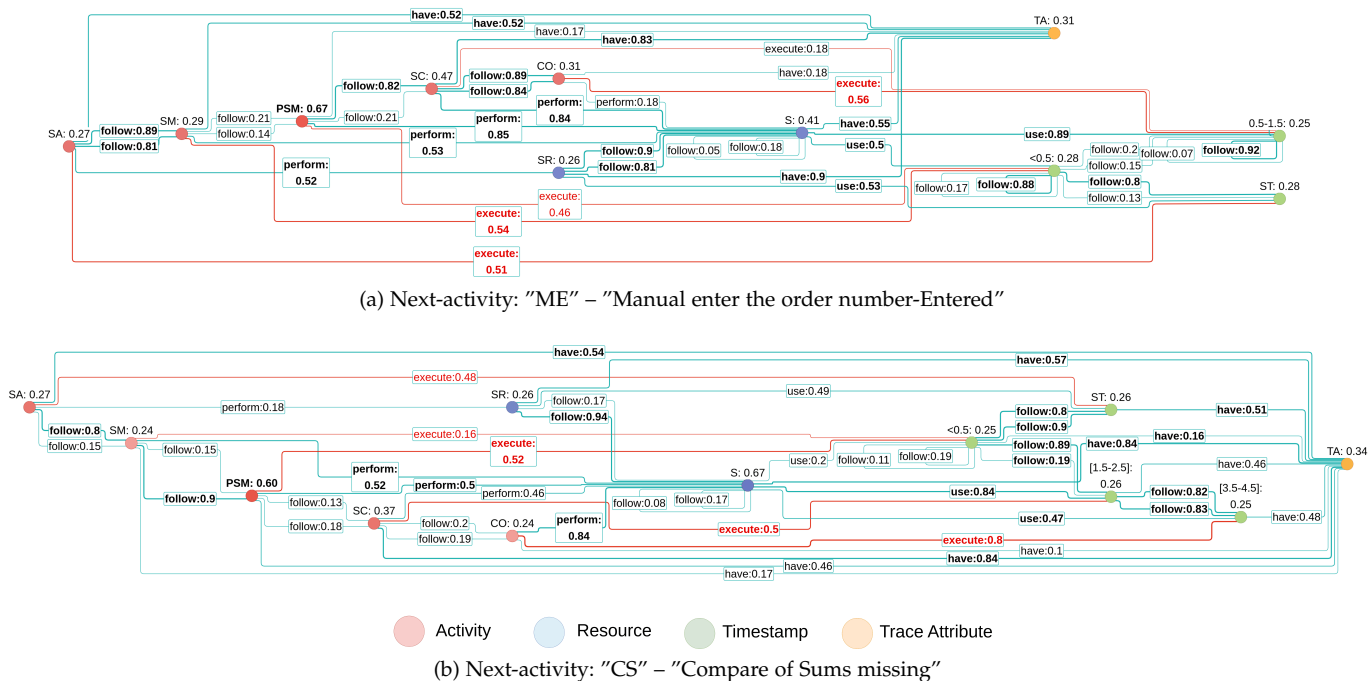 have:0.52
have:0.52
TA: 0.31
have:0.17
have:0.83
execute:0.18
CO: 0.31
SC: 0.47
follow:0.89
have:0.18
follow:0.82
follow:0.84
execute:
0.56
PSM: 0.67
perform:
0.84
perform:0.18
SM: 0.29
follow:0.21
follow:0.21
S: 0.41
have:0.55
0.5-1.5: 0.25
SA: 0.27
follow:0.89
follow:0.14
perform:
0.85
use:0.89
follow:0.81
perform:
0.53
follow:0.9
follow:0.05
follow:0.18
use:0.5
follow:0.2
follow:0.07
follow:0.92
SR: 0.26
follow:0.81
<0.5: 0.28
follow:0.15
perform:
0.52
have:0.9
use:0.53
follow:0.17
follow:0.88
follow:0.8
ST: 0.28
follow:0.13
execute:
0.46
execute:
0.54
execute:
0.51
(a) Next-activity: ”ME” – ”Manual enter the order number-Entered”
have:0.54
have:0.57
execute:0.48
SA: 0.27
SR: 0.26
use:0.49
ST: 0.26
perform:0.18
follow:0.17
follow:0.94
follow:0.8
have:0.51
follow:0.8
SM: 0.24
execute:0.16
<0.5: 0.25
follow:0.9
have:0.16
follow:0.15
follow:0.15
execute:
0.52
follow:0.89
have:0.84
TA: 0.34
use:0.2
follow:0.11
follow:0.19
follow:0.19
PSM: 0.60
follow:0.9
perform:
0.52
perform:0.5
S: 0.67
[1.5-2.5]:
0.26
have:0.46
perform:0.46
follow:0.08
follow:0.17
use:0.84
follow:0.82
[3.5-4.5]:
0.25
follow:0.13
SC: 0.37
follow:0.83
follow:0.18
follow:0.2
CO: 0.24
perform:
0.84
execute:0.5
use:0.47
have:0.48
follow:0.19
execute:0.8
have:0.1
have:0.84
have:0.46
have:0.17
Activity
Resource
Timestamp
Trace Attribute
(b) Next-activity: ”CS” – ”Compare of Sums missing”